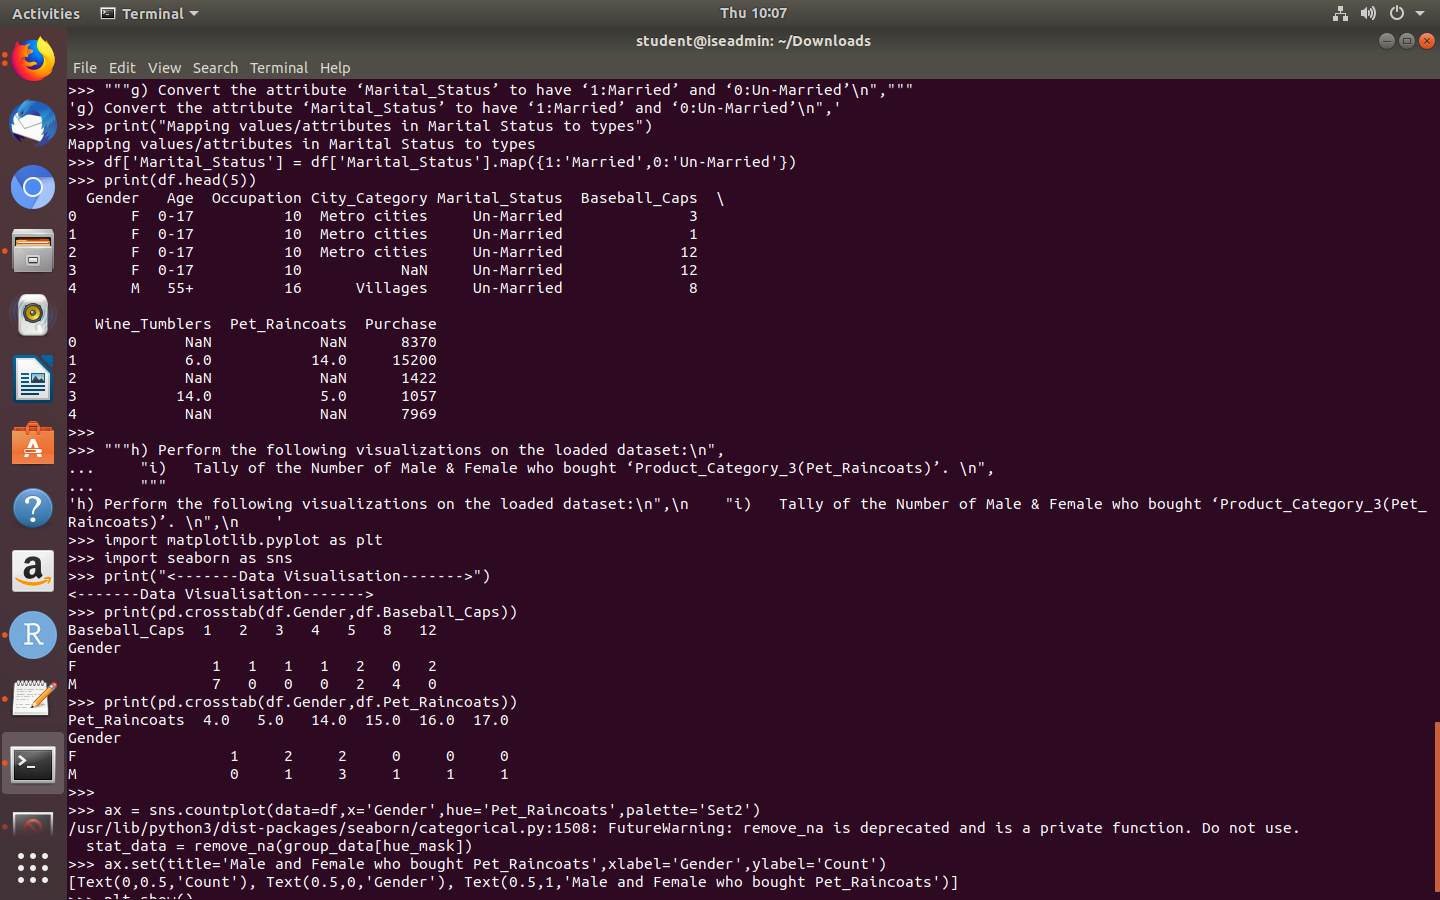 Activities Terminal Thu 10:07
student@iseadmin: ~/Downloads
File Edit View Search Terminal Help
>>> """g) Convert the attribute ‘Marital_Status’ to have ‘1:Married’ and ‘0:Un-Married’\n","""
'g) Convert the attribute ‘Marital_Status’ to have ‘1:Married’ and ‘0:Un-Married’\n",'
>>> print("Mapping values/attributes in Marital Status to types")
Mapping values/attributes in Marital Status to types
>>> df['Marital_Status'] = df['Marital_Status'].map({1:'Married',0:'Un-Married'})
>>> print(df.head(5))
  Gender   Age  Occupation City_Category Marital_Status  Baseball_Caps  \
0      F  0-17          10  Metro cities     Un-Married              3
1      F  0-17          10  Metro cities     Un-Married              1
2      F  0-17          10  Metro cities     Un-Married             12
3      F  0-17          10           NaN     Un-Married             12
4      M   55+          16      Villages     Un-Married              8
   Wine_Tumblers  Pet_Raincoats  Purchase
0            NaN            NaN      8370
1            6.0           14.0     15200
2            NaN            NaN      1422
3           14.0            5.0      1057
4            NaN            NaN      7969
>>>
>>> """h) Perform the following visualizations on the loaded dataset:\n",
...     "i)   Tally of the Number of Male & Female who bought ‘Product_Category_3(Pet_Raincoats)’. \n",
...     """
'h) Perform the following visualizations on the loaded dataset:\n",\n    "i)   Tally of the Number of Male & Female who bought ‘Product_Category_3(Pet_
Raincoats)’. \n",\n    '
>>> import matplotlib.pyplot as plt
>>> import seaborn as sns
>>> print("<-------Data Visualisation------->")
<-------Data Visualisation------->
>>> print(pd.crosstab(df.Gender,df.Baseball_Caps))
Baseball_Caps  1   2   3   4   5   8   12
Gender
F               1   1   1   1   2   0   2
M               7   0   0   0   2   4   0
>>> print(pd.crosstab(df.Gender,df.Pet_Raincoats))
Pet_Raincoats  4.0   5.0   14.0  15.0  16.0  17.0
Gender
F                 1     2     2     0     0     0
M                 0     1     3     1     1     1
>>>
>>> ax = sns.countplot(data=df,x='Gender',hue='Pet_Raincoats',palette='Set2')
/usr/lib/python3/dist-packages/seaborn/categorical.py:1508: FutureWarning: remove_na is deprecated and is a private function. Do not use.
  stat_data = remove_na(group_data[hue_mask])
>>> ax.set(title='Male and Female who bought Pet_Raincoats',xlabel='Gender',ylabel='Count')
[Text(0,0.5,'Count'), Text(0.5,0,'Gender'), Text(0.5,1,'Male and Female who bought Pet_Raincoats')]
>>> plt.show()